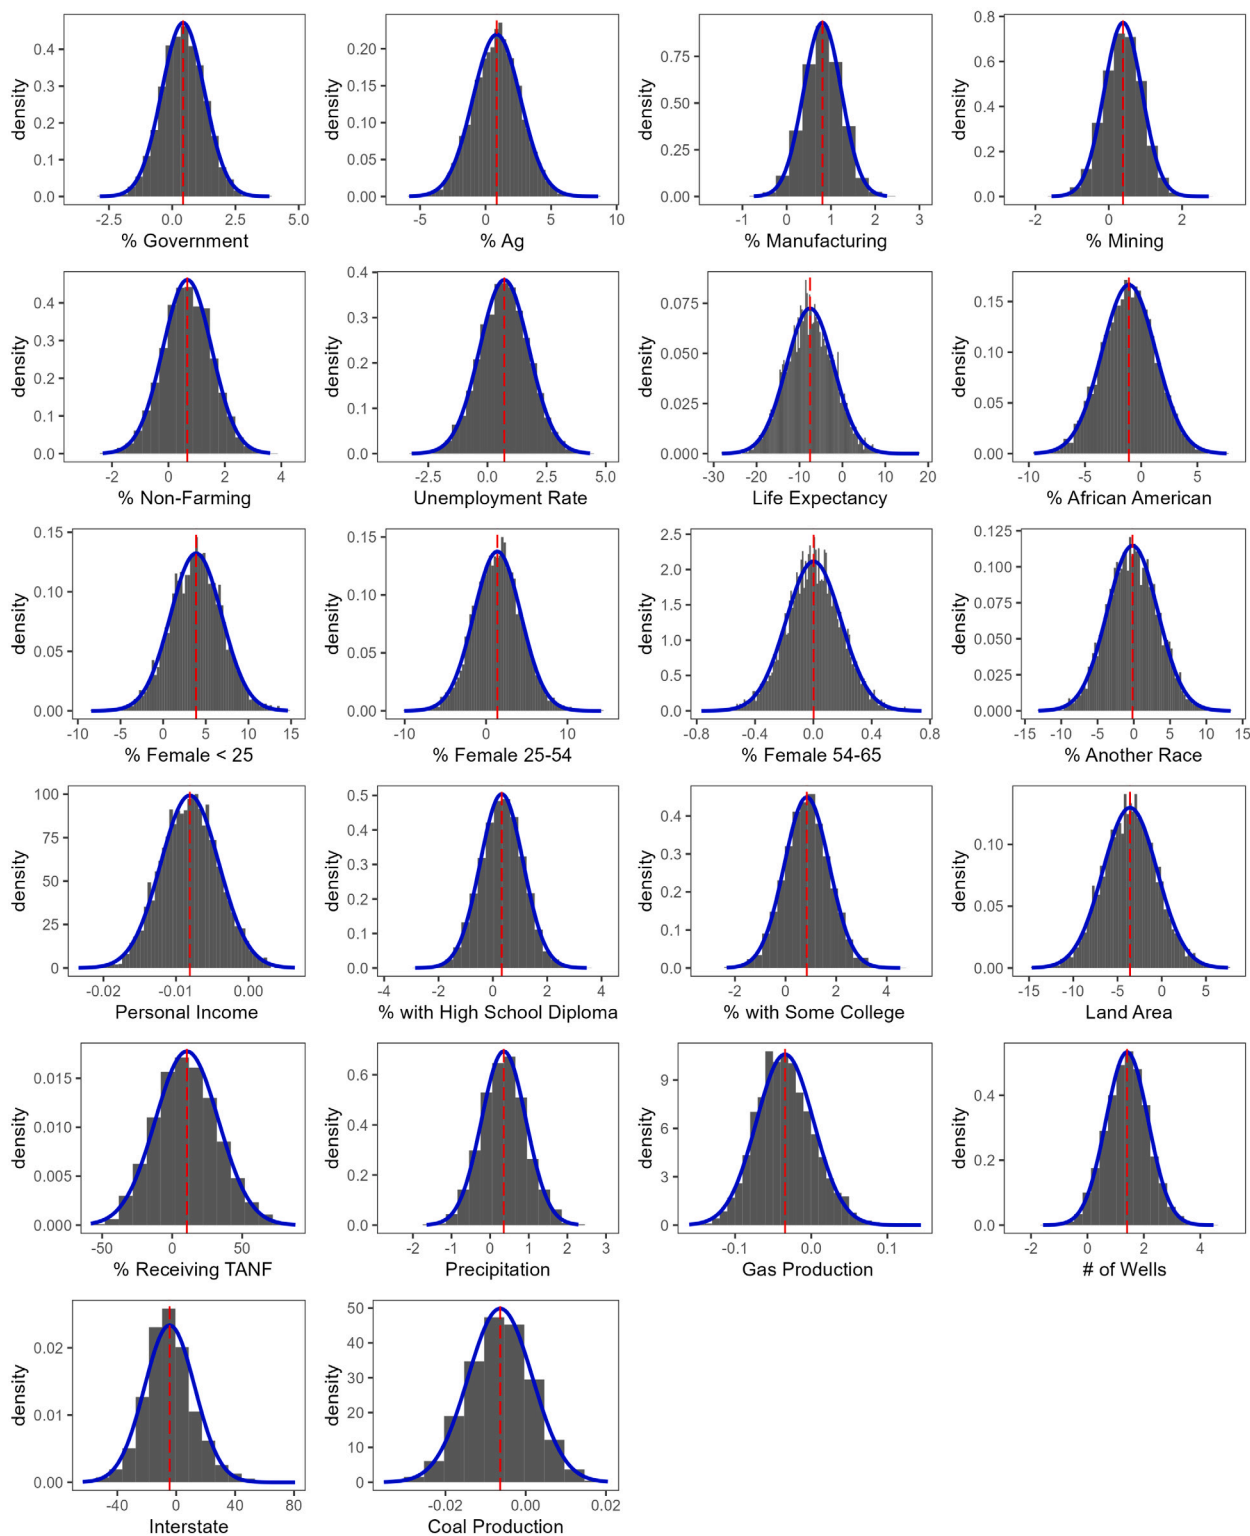 density
0.4
0.3
0.2
0.1
0.0
-2.5 0.0 2.5 5.0
% Government
density
0.20
0.15
0.10
0.05
0.00
-5 0 5 10
% Ag
density
0.75
0.50
0.25
0.00
-1 0 1 2 3
% Manufacturing
density
0.8
0.6
0.4
0.2
0.0
-2 0 2
% Mining
density
0.4
0.3
0.2
0.1
0.0
-2 0 2 4
% Non-Farming
density
0.4
0.3
0.2
0.1
0.0
-2.5 0.0 2.5 5.0
Unemployment Rate
density
0.075
0.050
0.025
0.000
-30 -20 -10 0 10 20
Life Expectancy
density
0.15
0.10
0.05
0.00
-10 -5 0 5
% African American
density
0.15
0.10
0.05
0.00
-10 -5 0 5 10 15
% Female < 25
density
0.15
0.10
0.05
0.00
-10 0 10
% Female 25-54
density
2.5
2.0
1.5
1.0
0.5
0.0
-0.8 -0.4 0.0 0.4 0.8
% Female 54-65
density
0.125
0.100
0.075
0.050
0.025
0.000
-15 -10 -5 0 5 10 15
% Another Race
density
100
75
50
25
0
-0.02 -0.01 0.00
Personal Income
density
0.5
0.4
0.3
0.2
0.1
0.0
-4 -2 0 2 4
% with High School Diploma
density
0.4
0.3
0.2
0.1
0.0
-2 0 2 4
% with Some College
density
0.10
0.05
0.00
-15 -10 -5 0 5
Land Area
density
0.015
0.010
0.005
0.000
-50 0 50
% Receiving TANF
density
0.6
0.4
0.2
0.0
-2 -1 0 1 2 3
Precipitation
density
9
6
3
0
-0.1 0.0 0.1
Gas Production
density
0.4
0.2
0.0
-2 0 2 4
# of Wells
density
0.02
0.01
0.00
-40 0 40 80
Interstate
density
50
40
30
20
10
0
-0.02 0.00 0.02
Coal Production